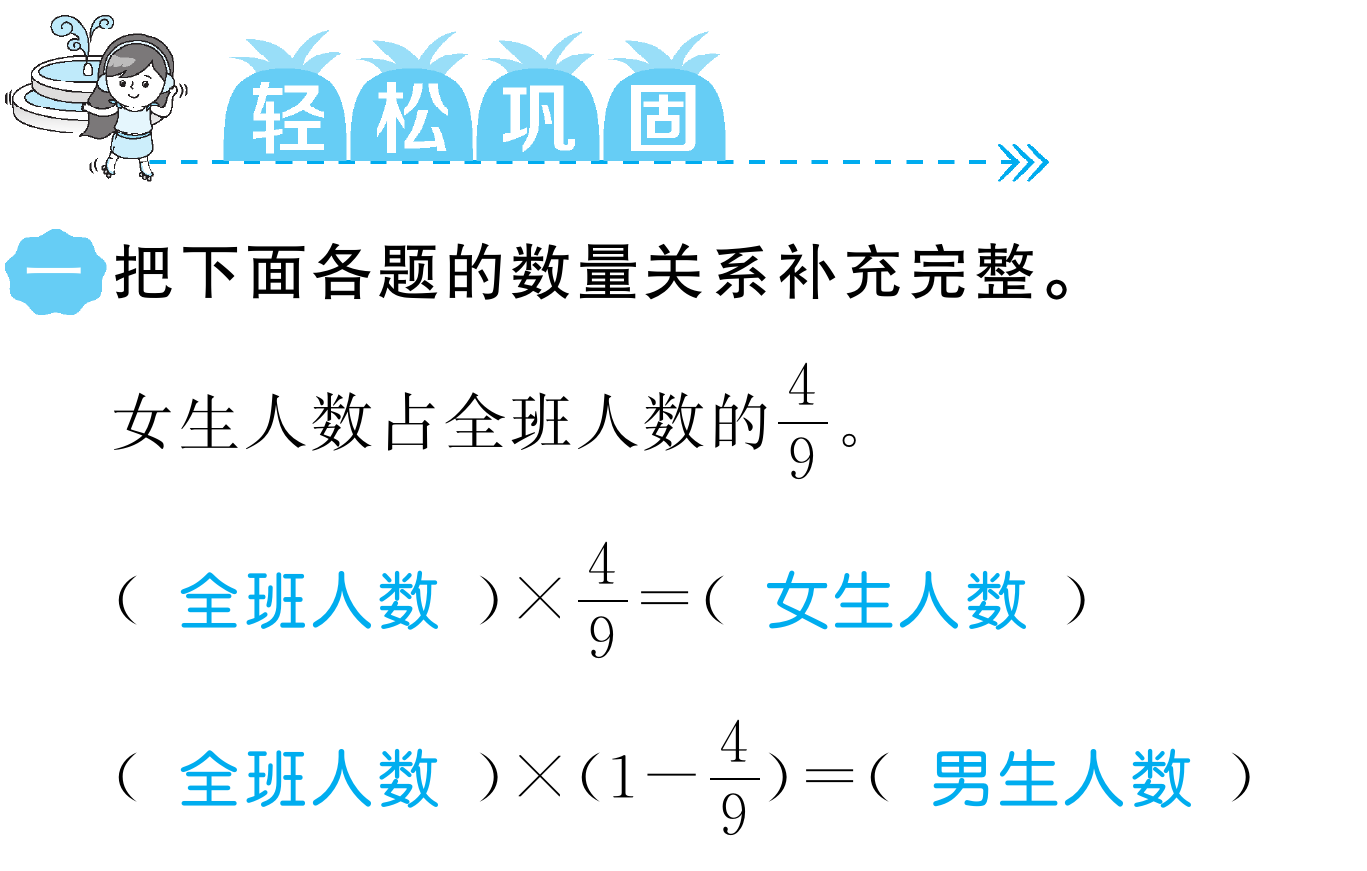 轻松巩固
一 把下面各题的数量关系补充完整。
女生人数占全班人数的4/9。
( 全班人数 )×4/9=( 女生人数 )
( 全班人数 )×(1-4/9)=( 男生人数 )